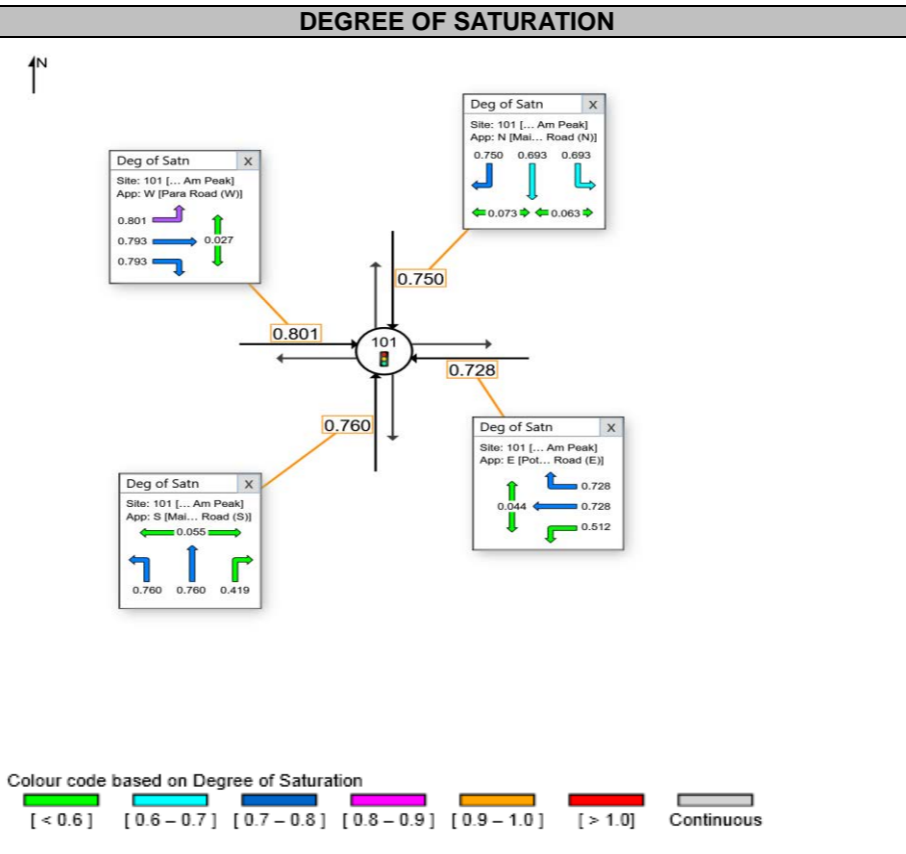 DEGREE OF SATURATION
N
Deg of Satn X
Site: 101 [... Am Peak]
App: N [Mai... Road (N)]
0.750 0.693 0.693
0.073 0.063
Deg of Satn X
Site: 101 [... Am Peak]
App: W [Para Road (W)]
0.801
0.793 0.027
0.793
0.750
0.801
101
0.728
0.760
Deg of Satn X
Site: 101 [... Am Peak]
App: E [Pot... Road (E)]
0.728
0.044 0.728
0.512
Deg of Satn X
Site: 101 [... Am Peak]
App: S [Mai... Road (S)]
0.055
0.760 0.760 0.419
Colour code based on Degree of Saturation
[ < 0.6 ] [ 0.6 – 0.7 ] [ 0.7 – 0.8 ] [ 0.8 – 0.9 ] [ 0.9 – 1.0 ] [ > 1.0] Continuous